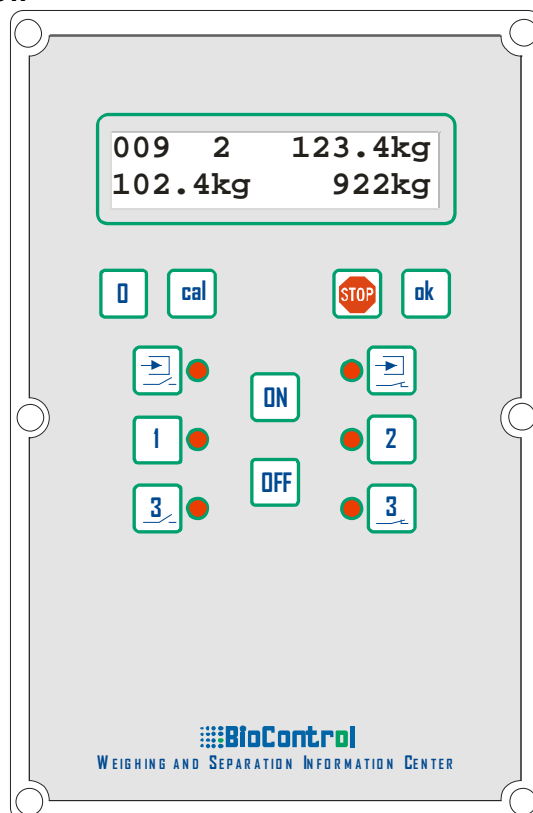 009 2 123.4kg
102.4kg 922kg
0 cal STOP ok
ON
1 2
OFF
3 3
BioControl
WEIGHING AND SEPARATION INFORMATION CENTER